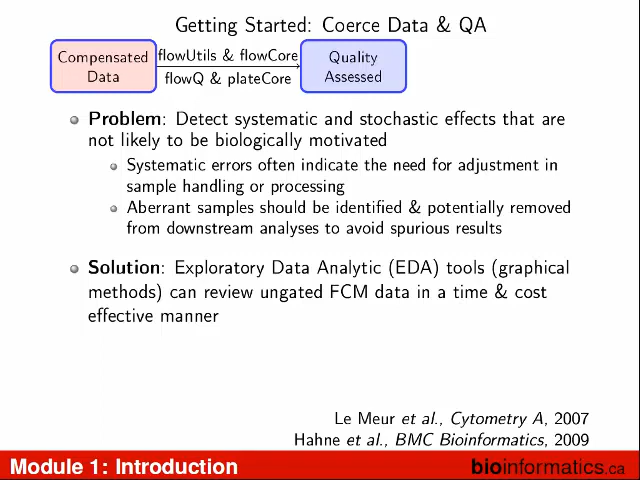 Getting Started: Coerce Data & QA
Compensated
Data
flowUtils & flowCore
flowQ & plateCore
Quality
Assessed
Problem: Detect systematic and stochastic effects that are
not likely to be biologically motivated
Systematic errors often indicate the need for adjustment in
sample handling or processing
Aberrant samples should be identified & potentially removed
from downstream analyses to avoid spurious results
Solution: Exploratory Data Analytic (EDA) tools (graphical
methods) can review ungated FCM data in a time & cost
effective manner
Le Meur et al., Cytometry A, 2007
Hahne et al., BMC Bioinformatics, 2009
Module 1: Introduction
bioinformatics.ca